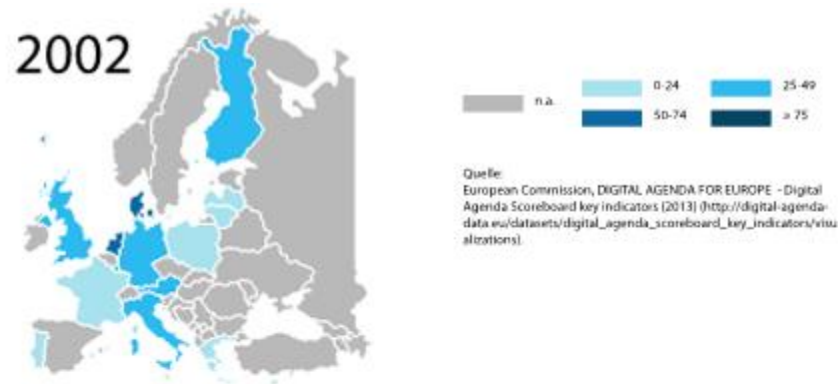 2002
n.a.
0-24
25-49
50-74
≥ 75
Quelle:
European Commission, DIGITAL AGENDA FOR EUROPE - Digital
Agenda Scoreboard key indicators (2013) (http://digital-agenda-
data.eu/datasets/digital_agenda_scoreboard_key_indicators/visu
alizations).